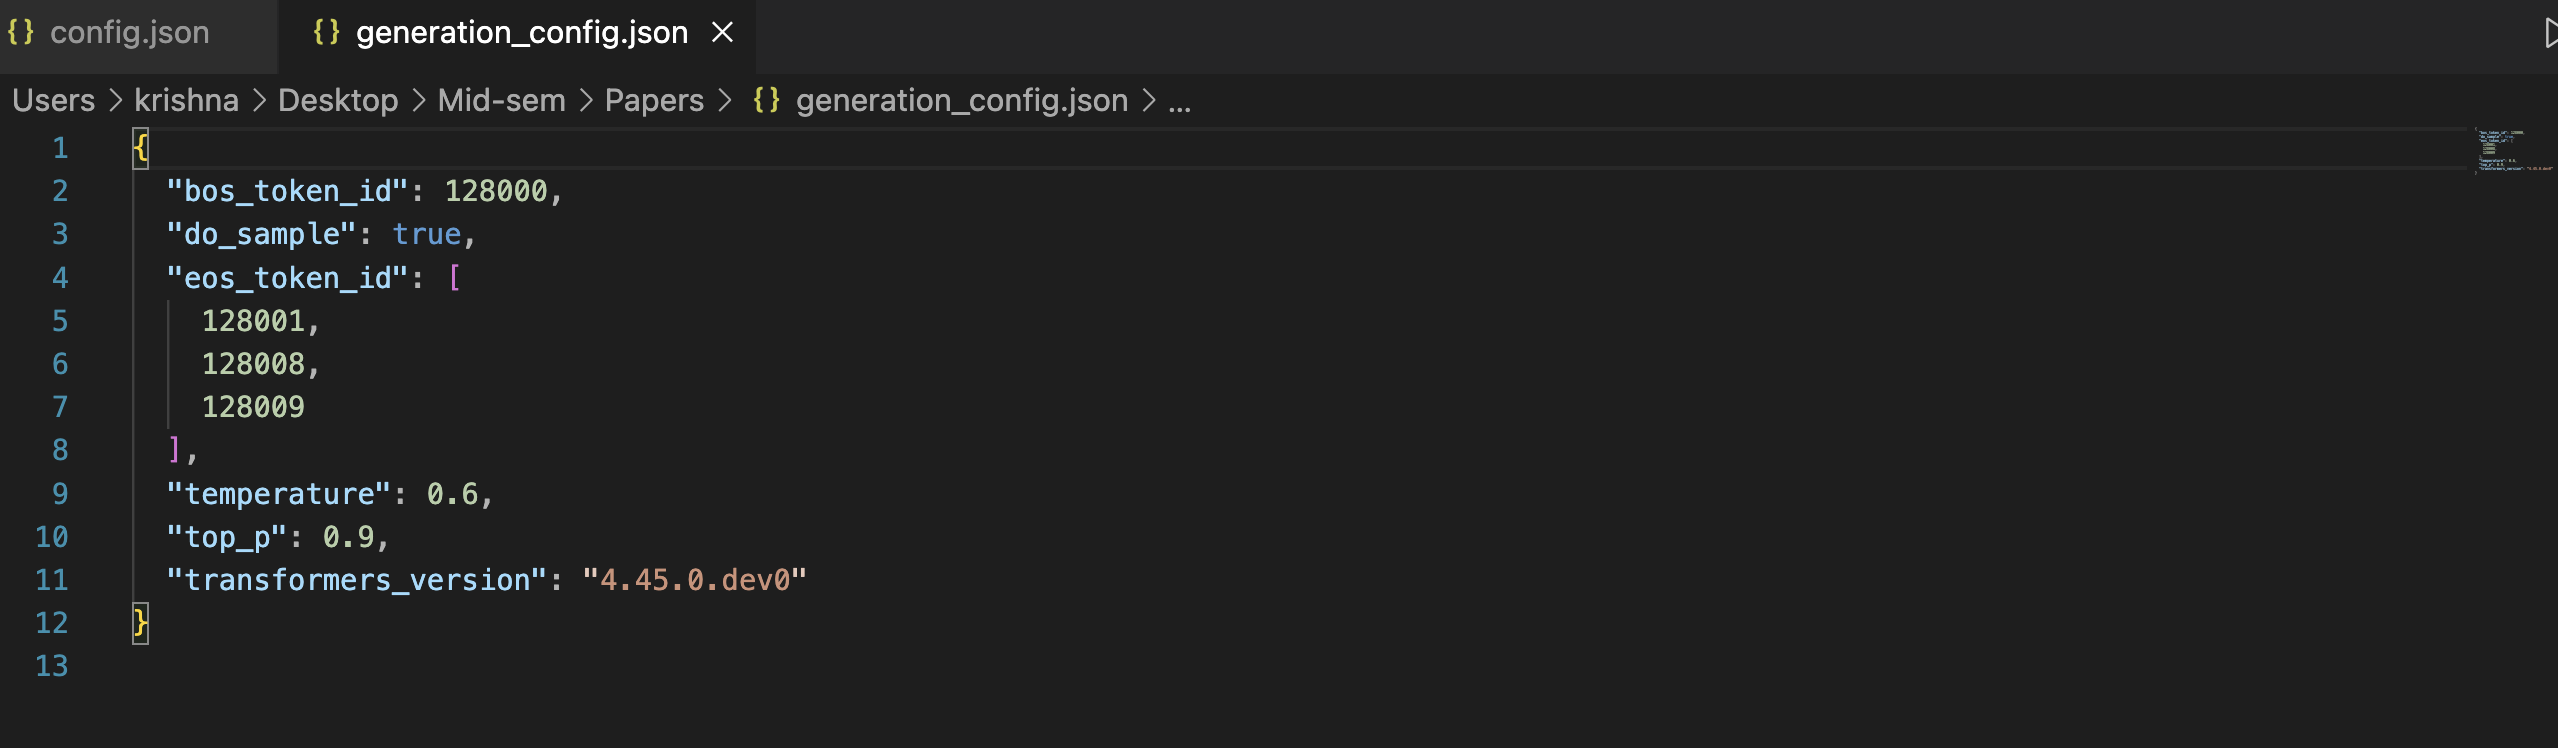 {} config.json {} generation_config.json ×
Users > krishna > Desktop > Mid-sem > Papers > {} generation_config.json > ...
1 {
2 "bos_token_id": 128000,
3 "do_sample": true,
4 "eos_token_id": [
5 128001,
6 128008,
7 128009
8 ],
9 "temperature": 0.6,
10 "top_p": 0.9,
11 "transformers_version": "4.45.0.dev0"
12 }
13